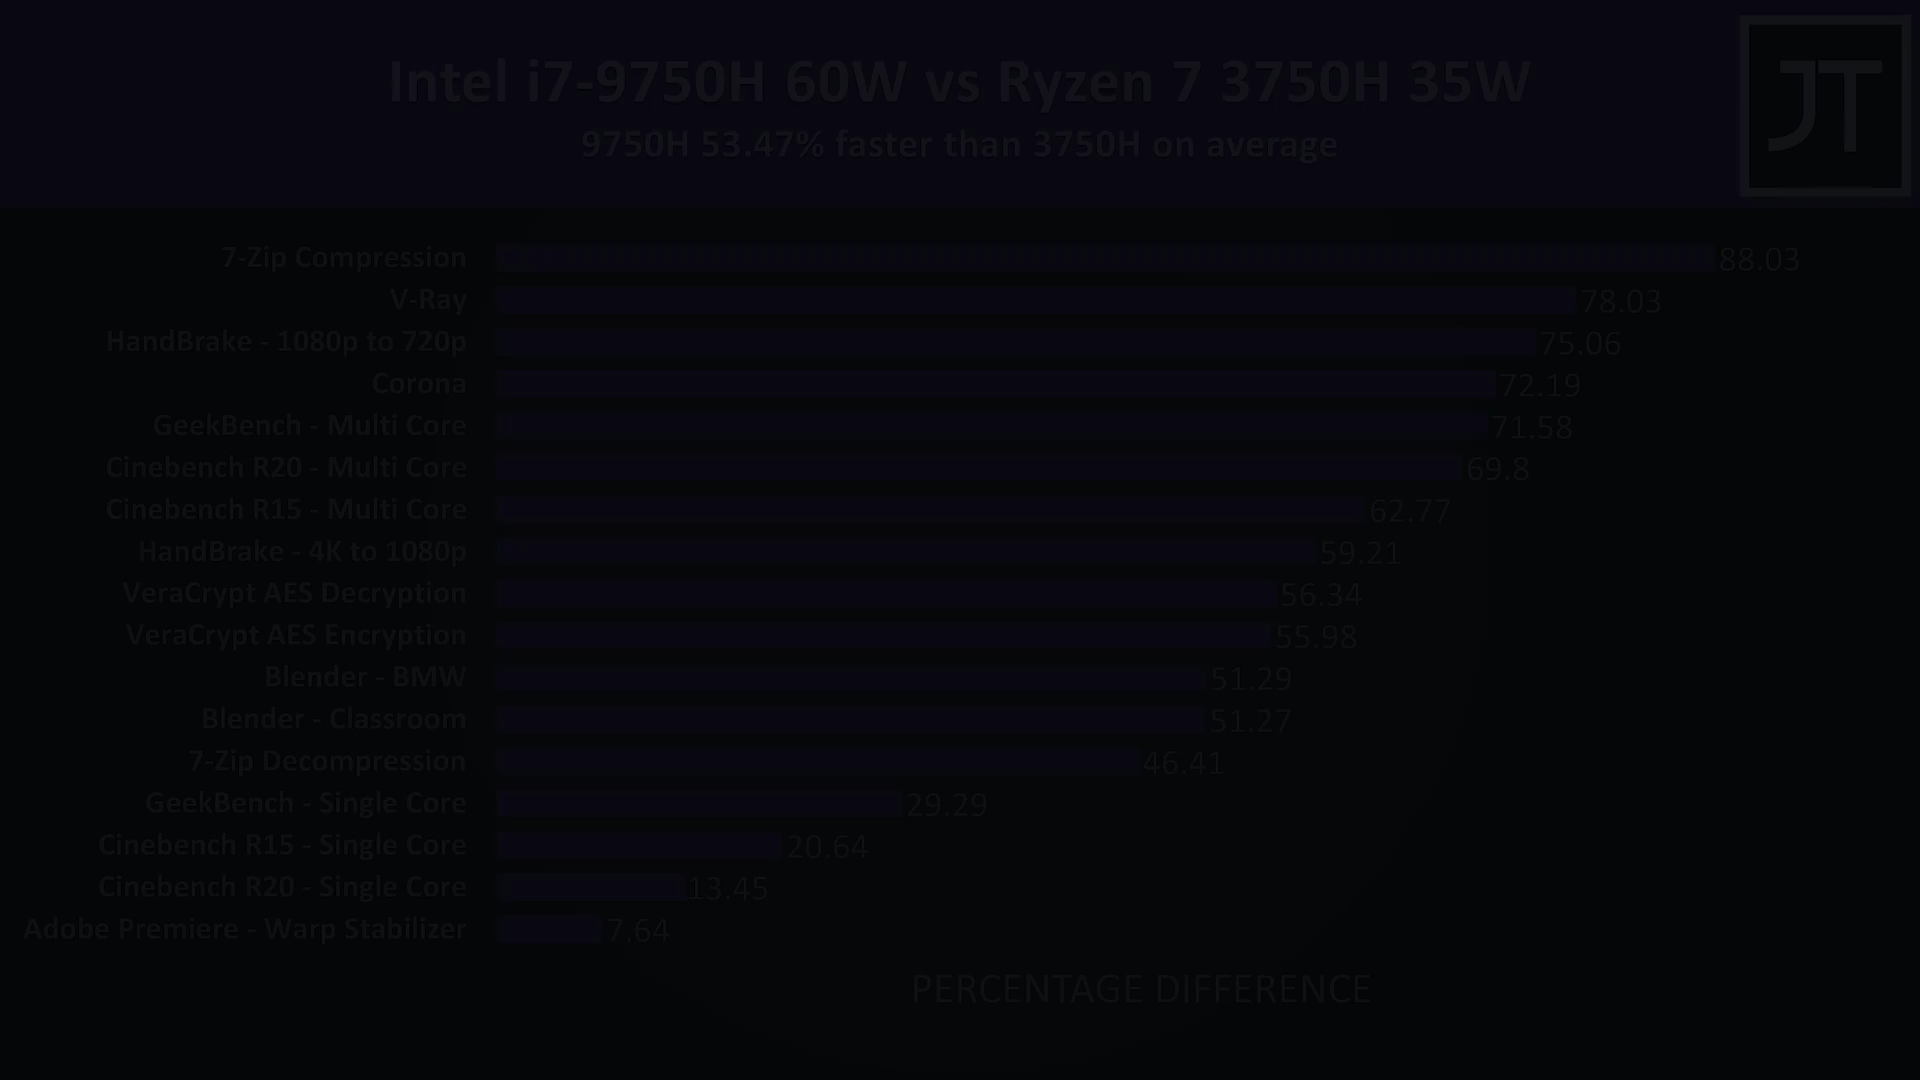 Intel i7-9750H 60W vs Ryzen 7 3750H 35W
9750H 53.47% faster than 3750H on average
JT
7-Zip Compression 88.03
V-Ray 78.03
HandBrake - 1080p to 720p 75.06
Corona 72.19
GeekBench - Multi Core 71.58
Cinebench R20 - Multi Core 69.8
Cinebench R15 - Multi Core 62.77
HandBrake - 4K to 1080p 59.21
VeraCrypt AES Decryption 56.34
VeraCrypt AES Encryption 55.98
Blender - BMW 51.29
Blender - Classroom 51.27
7-Zip Decompression 46.41
GeekBench - Single Core 29.29
Cinebench R15 - Single Core 20.64
Cinebench R20 - Single Core 13.45
Adobe Premiere - Warp Stabilizer 7.64
PERCENTAGE DIFFERENCE